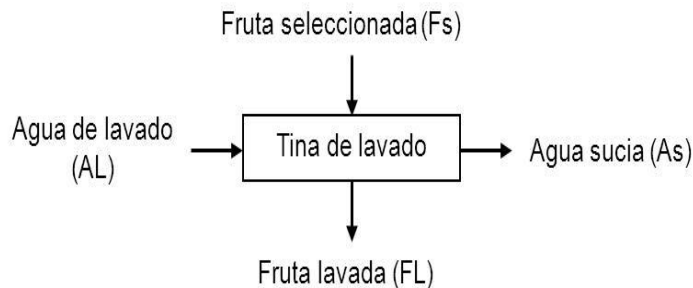 Fruta seleccionada (Fs)
Agua de lavado
(AL)
Tina de lavado
Agua sucia (As)
Fruta lavada (FL)